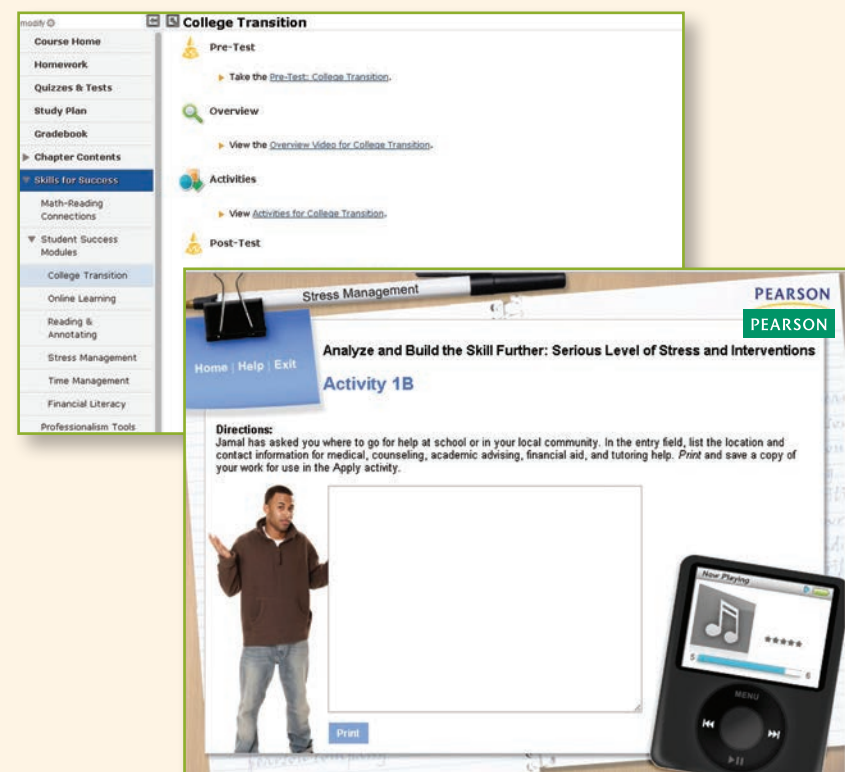 modify
College Transition
Course Home
Homework
Quizzes & Tests
Study Plan
Gradebook
Chapter Contents
Skills for Success
Math-Reading
Connections
Student Success
Modules
College Transition
Online Learning
Reading &
Annotating
Stress Management
Time Management
Financial Literacy
Professionalism Tools
Pre-Test
Take the Pre-Test: College Transition.
Overview
View the Overview Video for College Transition.
Activities
View Activities for College Transition.
Post-Test
Stress Management
PEARSON
PEARSON
Home | Help | Exit
Analyze and Build the Skill Further: Serious Level of Stress and Interventions
Activity 1B
Directions:
Jamal has asked you where to go for help at school or in your local community. In the entry field, list the location and
contact information for medical, counseling, academic advising, financial aid, and tutoring help. Print and save a copy of
your work for use in the Apply activity.
Print
Now Playing
5 6
MENU